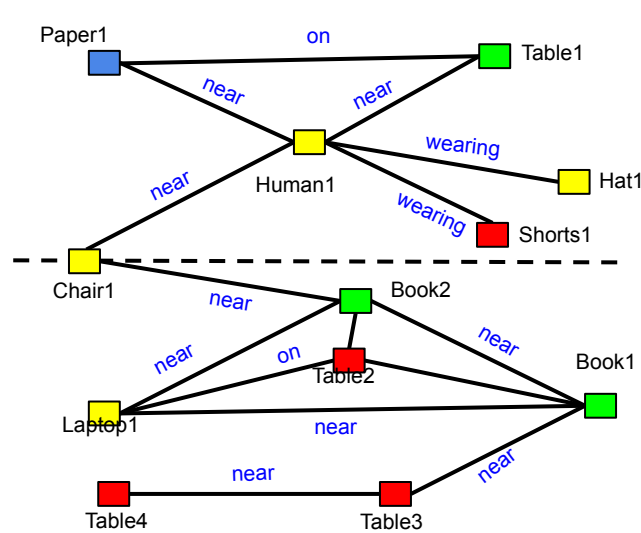 on
Paper1
Table1
near
near
wearing
Hat1
near
Human1
wearing
Shorts1
Chair1
near
Book2
near
on
near
Book1
Table2
Laptop1
near
near
near
Table4
Table3